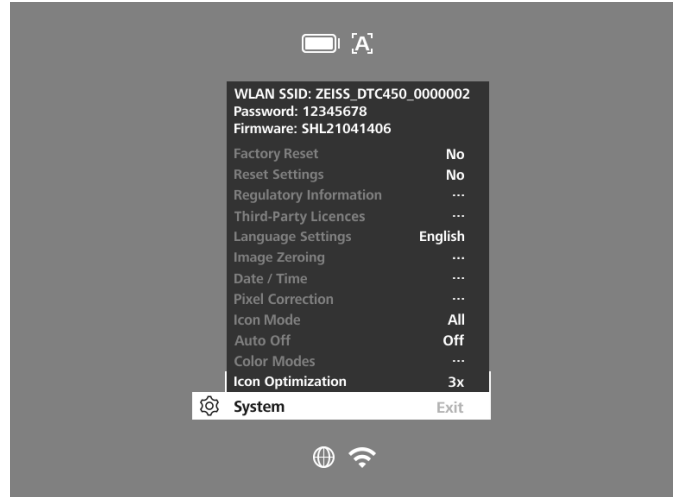 [A]
WLAN SSID: ZEISS_DTC450_0000002
Password: 12345678
Firmware: SHL21041406
Factory Reset No
Reset Settings No
Regulatory Information ...
Third-Party Licences ...
Language Settings English
Image Zeroing ...
Date / Time ...
Pixel Correction ...
Icon Mode All
Auto Off Off
Color Modes ...
Icon Optimization 3x
System Exit